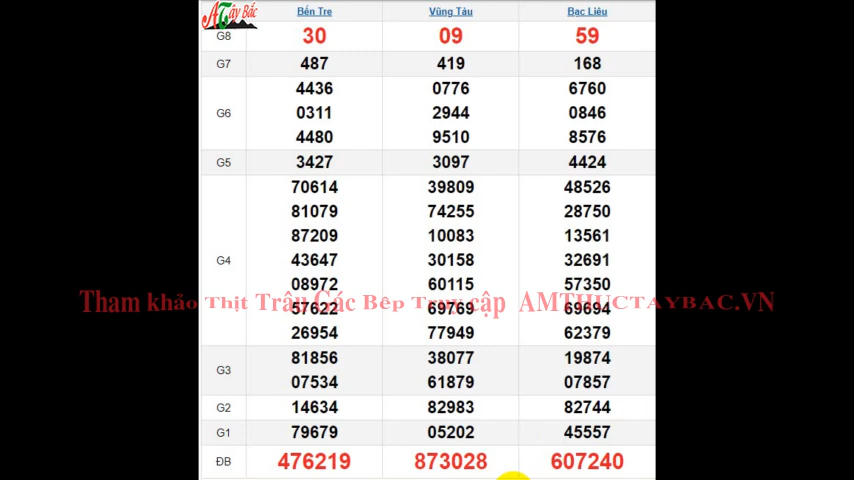 A Tây Bắc
Bến Tre Vũng Tàu Bạc Liêu
G8 30 09 59
G7 487 419 168
4436 0776 6760
G6 0311 2944 0846
4480 9510 8576
G5 3427 3097 4424
70614 39809 48526
81079 74255 28750
87209 10083 13561
43647 30158 32691
G4
08972 60115 57350
Tham khảo Thịt Trâu Gác Bếp Truy cập AMTHUCTAYBAC.VN
57622 69769 69694
26954 77949 62379
81856 38077 19874
G3
07534 61879 07857
G2 14634 82983 82744
G1 79679 05202 45557
ĐB 476219 873028 607240